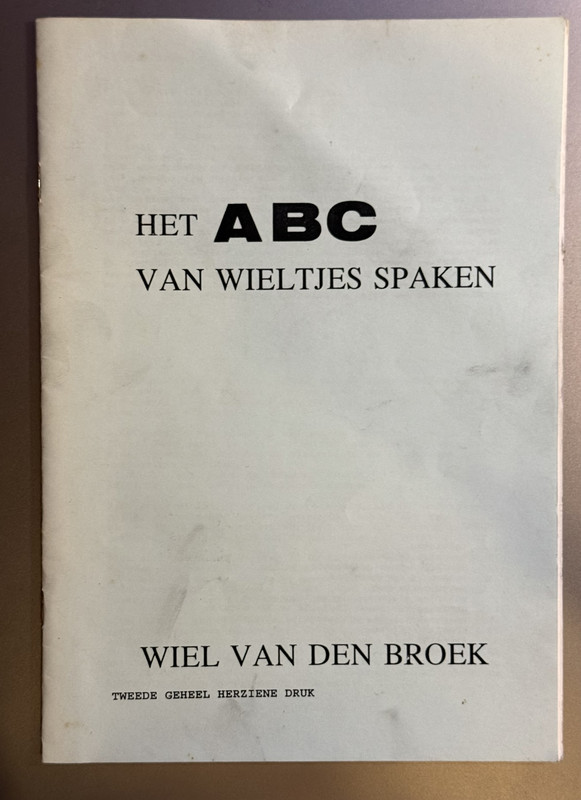 HET ABC
VAN WIELTJES SPAKEN
WIEL VAN DEN BROEK
TWEEDE GEHEEL HERZIENE DRUK